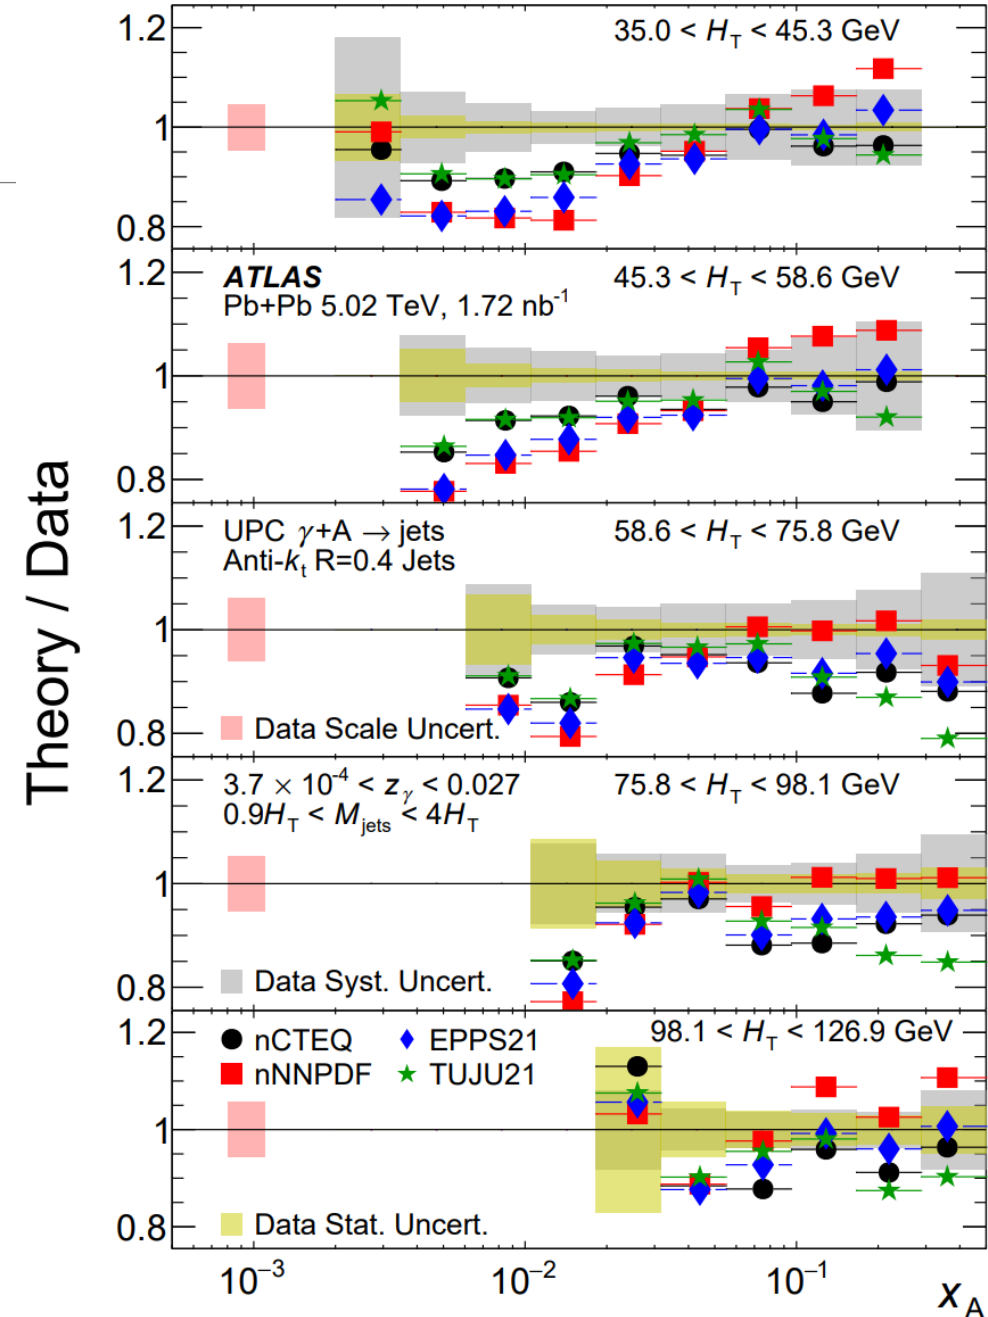 Theory / Data
1.2
1
0.8
35.0 < H_T < 45.3 GeV
1.2
1
0.8
ATLAS
Pb+Pb 5.02 TeV, 1.72 nb⁻¹
45.3 < H_T < 58.6 GeV
1.2
1
0.8
UPC γ+A → jets
Anti-k_t R=0.4 Jets
58.6 < H_T < 75.8 GeV
Data Scale Uncert.
1.2
1
0.8
3.7 × 10⁻⁴ < z_γ < 0.027
0.9H_T < M_jets < 4H_T
75.8 < H_T < 98.1 GeV
Data Syst. Uncert.
1.2
1
0.8
nCTEQ EPPS21
nNNPDF TUJU21
98.1 < H_T < 126.9 GeV
Data Stat. Uncert.
10⁻³ 10⁻² 10⁻¹
x_A